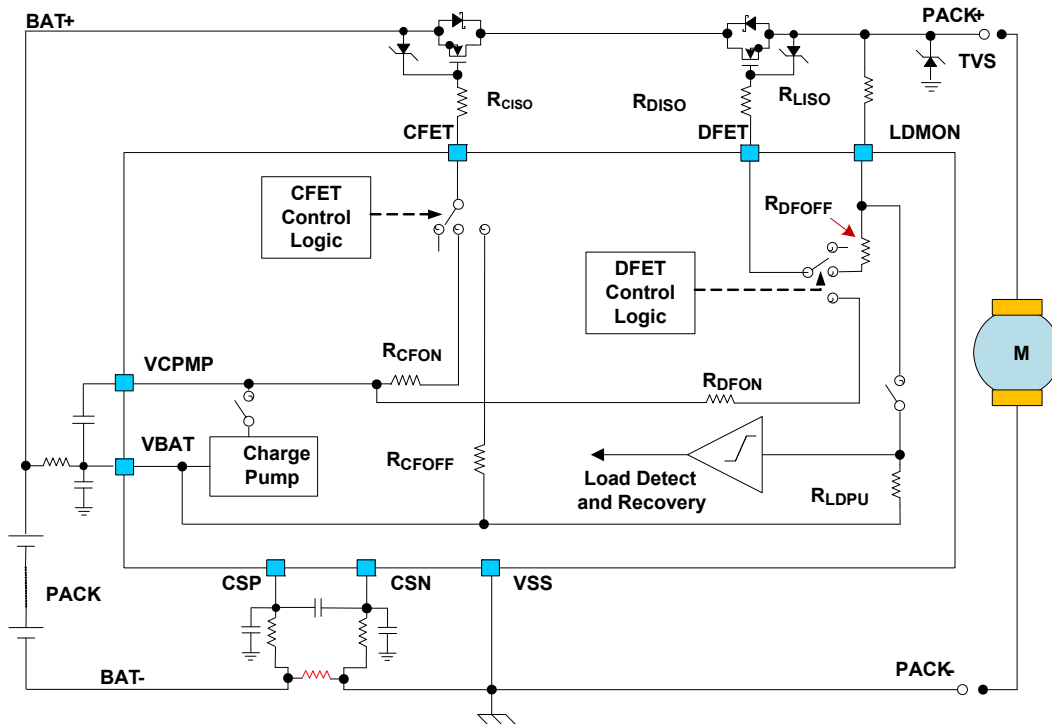 BAT+
PACK+
TVS
RCISO
RDISO
RLISO
CFET
DFET
LDMON
CFET
Control
Logic
RDFOFF
DFET
Control
Logic
M
VCPMP
RCFON
RDFON
VBAT
Charge
Pump
RCFOFF
Load Detect
and Recovery
RLDPU
CSP
CSN
VSS
PACK
BAT-
PACK-